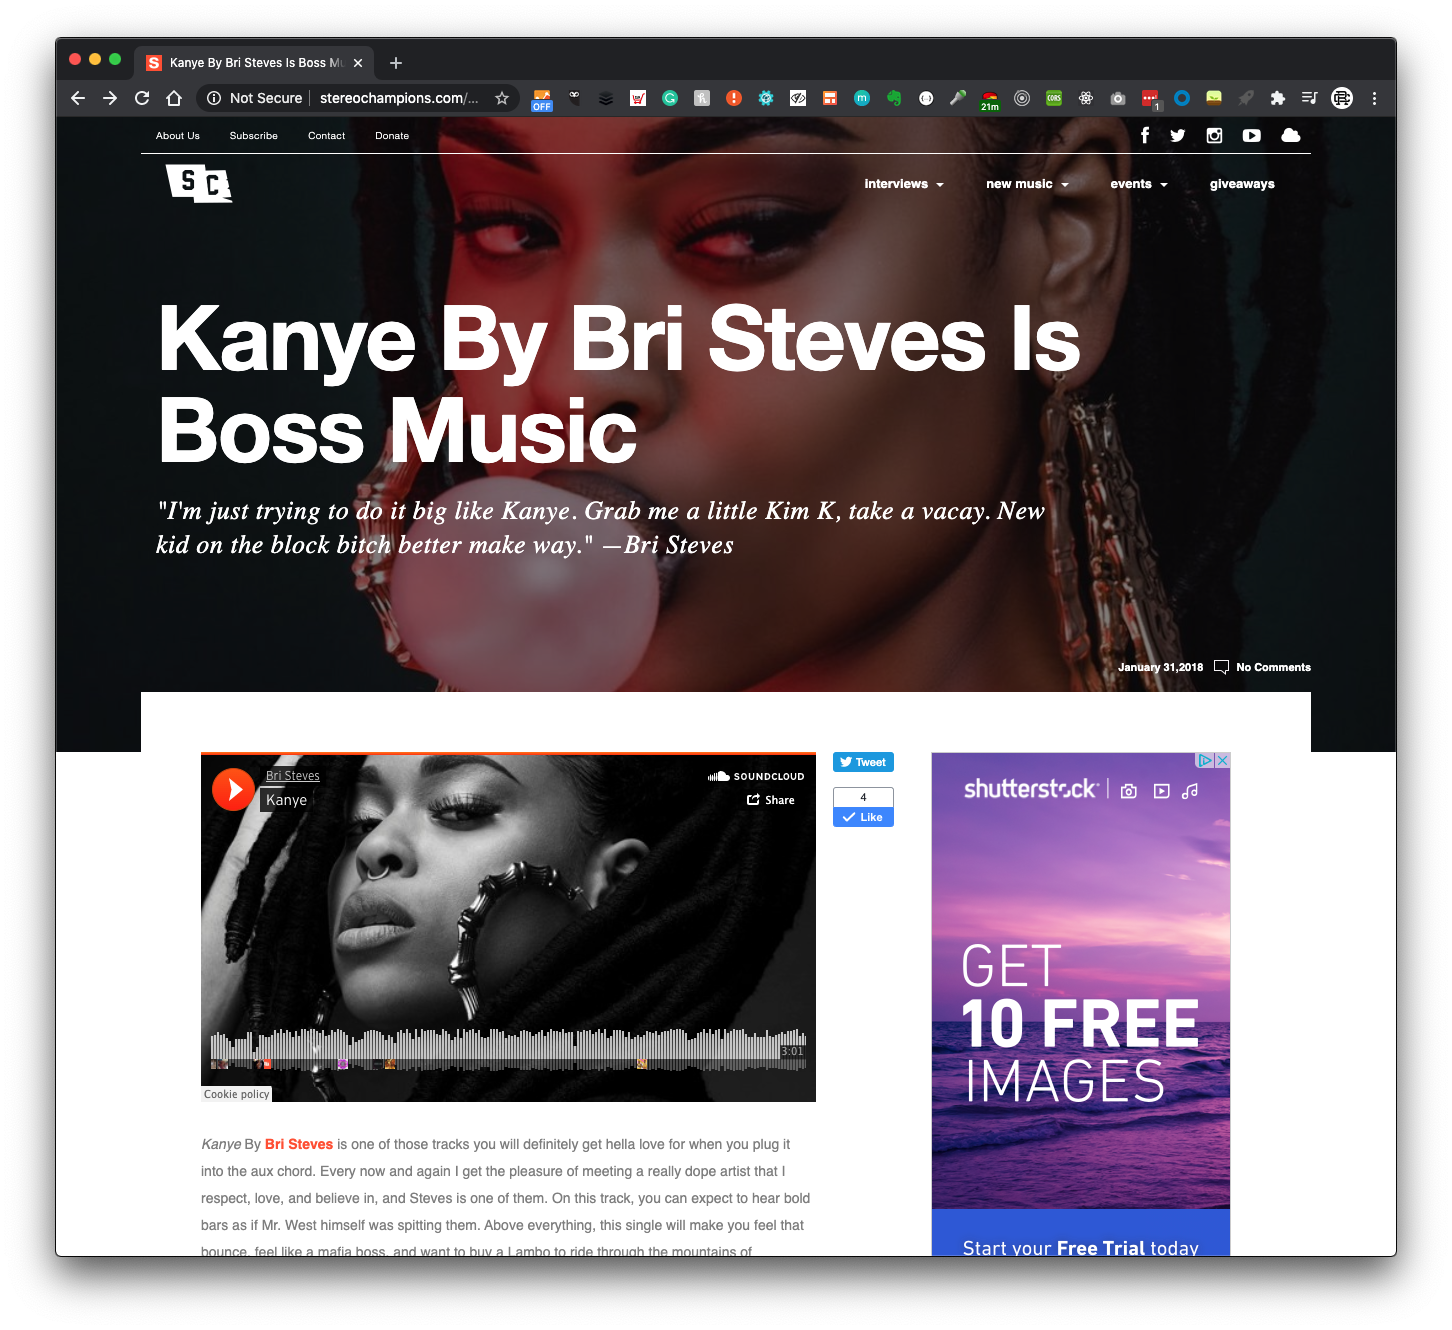 Kanye By Bri Steves Is Boss Mu
Not Secure
stereochampions.com/...
OFF
21m
CORS
1
About Us
Subscribe
Contact
Donate
S C
interviews
new music
events
giveaways
Kanye By Bri Steves Is
Boss Music
"I'm just trying to do it big like Kanye. Grab me a little Kim K, take a vacay. New
kid on the block bitch better make way." —Bri Steves
January 31,2018
No Comments
Bri Steves
Kanye
SOUNDCLOUD
Share
3:01
Cookie policy
Tweet
4
Like
shutterstock
GET
10 FREE
IMAGES
Start your Free Trial today
Kanye By Bri Steves is one of those tracks you will definitely get hella love for when you plug it
into the aux chord. Every now and again I get the pleasure of meeting a really dope artist that I
respect, love, and believe in, and Steves is one of them. On this track, you can expect to hear bold
bars as if Mr. West himself was spitting them. Above everything, this single will make you feel that
bounce, feel like a mafia boss, and want to buy a Lambo to ride through the mountains of